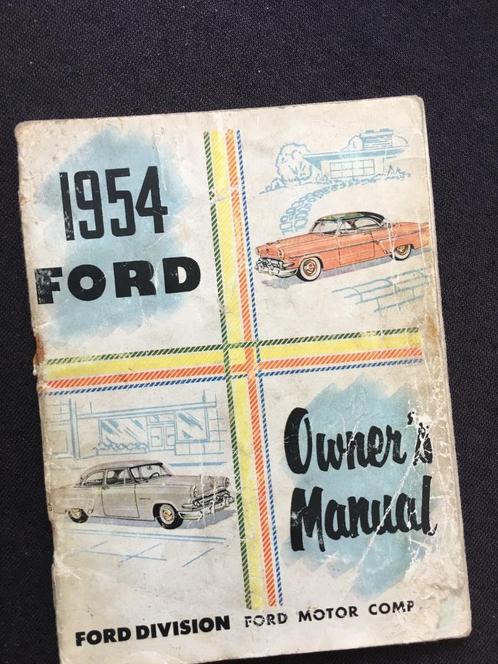 1954
FORD
Owner's
Manual
FORD DIVISION FORD MOTOR COMP